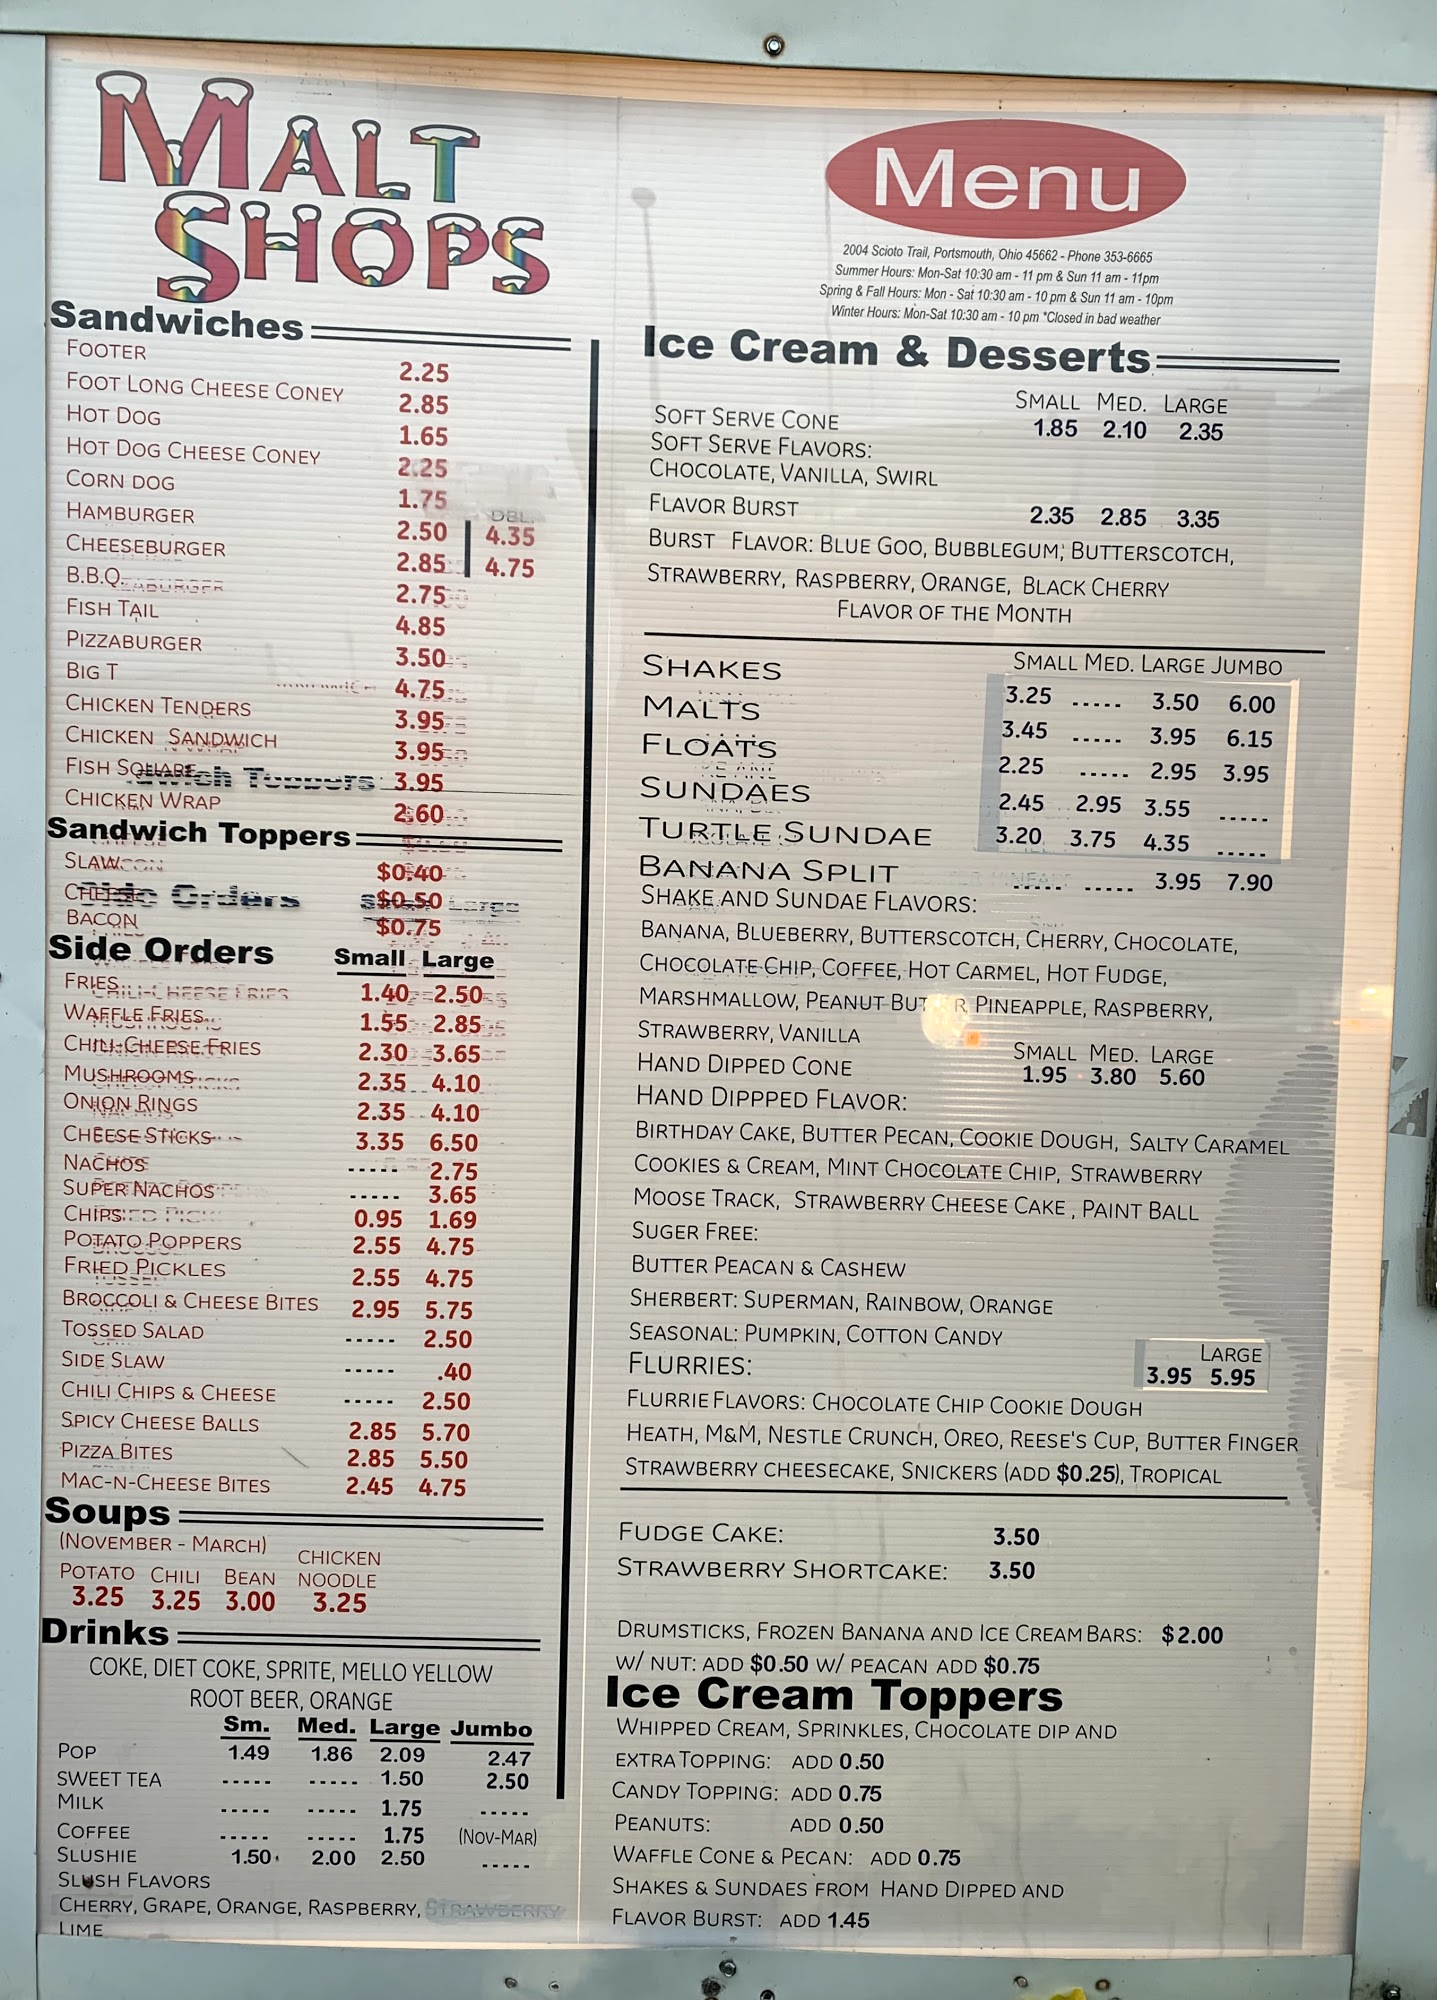 MALT
SHOPS
Menu
2004 Scioto Trail, Portsmouth, Ohio 45662 - Phone 353-6665
Summer Hours: Mon-Sat 10:30 am - 11 pm & Sun 11 am - 11pm
Spring & Fall Hours: Mon - Sat 10:30 am - 10 pm & Sun 11 am - 10pm
Winter Hours: Mon-Sat 10:30 am - 10 pm *Closed in bad weather
Sandwiches
FOOTER 2.25
FOOT LONG CHEESE CONEY 2.85
HOT DOG 1.65
HOT DOG CHEESE CONEY 2.25
CORN DOG 1.75
DBL.
HAMBURGER 2.50 4.35
CHEESEBURGER 2.85 4.75
B.B.Q. 2.75
FISH TAIL 4.85
PIZZABURGER 3.50
BIG T 4.75
CHICKEN TENDERS 3.95
CHICKEN SANDWICH 3.95
FISH SQUARE 3.95
CHICKEN WRAP 2.60
Sandwich Toppers
SLAW $0.40
CHEESE $0.50
BACON $0.75
Side Orders Small Large
FRIES 1.40 2.50
WAFFLE FRIES 1.55 2.85
CHILI-CHEESE FRIES 2.30 3.65
MUSHROOMS 2.35 4.10
ONION RINGS 2.35 4.10
CHEESE STICKS 3.35 6.50
NACHOS ----- 2.75
SUPER NACHOS ----- 3.65
CHIPS 0.95 1.69
POTATO POPPERS 2.55 4.75
FRIED PICKLES 2.55 4.75
BROCCOLI & CHEESE BITES 2.95 5.75
TOSSED SALAD ----- 2.50
SIDE SLAW ----- .40
CHILI CHIPS & CHEESE ----- 2.50
SPICY CHEESE BALLS 2.85 5.70
PIZZA BITES 2.85 5.50
MAC-N-CHEESE BITES 2.45 4.75
Soups
(NOVEMBER - MARCH)
POTATO CHILI BEAN CHICKEN NOODLE
3.25 3.25 3.00 3.25
Drinks
COKE, DIET COKE, SPRITE, MELLO YELLOW
ROOT BEER, ORANGE
Sm. Med. Large Jumbo
POP 1.49 1.86 2.09 2.47
SWEET TEA ----- ----- 1.50 2.50
MILK ----- ----- 1.75 -----
COFFEE ----- ----- 1.75 (NOV-MAR)
SLUSHIE 1.50 2.00 2.50 -----
SLUSH FLAVORS
CHERRY, GRAPE, ORANGE, RASPBERRY, STRAWBERRY
LIME
Ice Cream & Desserts
SMALL MED. LARGE
SOFT SERVE CONE 1.85 2.10 2.35
SOFT SERVE FLAVORS:
CHOCOLATE, VANILLA, SWIRL
FLAVOR BURST 2.35 2.85 3.35
BURST FLAVOR: BLUE GOO, BUBBLEGUM, BUTTERSCOTCH,
STRAWBERRY, RASPBERRY, ORANGE, BLACK CHERRY
FLAVOR OF THE MONTH
SMALL MED. LARGE JUMBO
SHAKES 3.25 ----- 3.50 6.00
MALTS 3.45 ----- 3.95 6.15
FLOATS 2.25 ----- 2.95 3.95
SUNDAES 2.45 2.95 3.55 -----
TURTLE SUNDAE 3.20 3.75 4.35 -----
BANANA SPLIT ----- ----- 3.95 7.90
SHAKE AND SUNDAE FLAVORS:
BANANA, BLUEBERRY, BUTTERSCOTCH, CHERRY, CHOCOLATE,
CHOCOLATE CHIP, COFFEE, HOT CARMEL, HOT FUDGE,
MARSHMALLOW, PEANUT BUTTER, PINEAPPLE, RASPBERRY,
STRAWBERRY, VANILLA
SMALL MED. LARGE
HAND DIPPED CONE 1.95 3.80 5.60
HAND DIPPPED FLAVOR:
BIRTHDAY CAKE, BUTTER PECAN, COOKIE DOUGH, SALTY CARAMEL
COOKIES & CREAM, MINT CHOCOLATE CHIP, STRAWBERRY
MOOSE TRACK, STRAWBERRY CHEESE CAKE, PAINT BALL
SUGER FREE:
BUTTER PEACAN & CASHEW
SHERBERT: SUPERMAN, RAINBOW, ORANGE
SEASONAL: PUMPKIN, COTTON CANDY
LARGE
FLURRIES: 3.95 5.95
FLURRIE FLAVORS: CHOCOLATE CHIP COOKIE DOUGH
HEATH, M&M, NESTLE CRUNCH, OREO, REESE'S CUP, BUTTER FINGER
STRAWBERRY CHEESECAKE, SNICKERS (ADD $0.25), TROPICAL
FUDGE CAKE: 3.50
STRAWBERRY SHORTCAKE: 3.50
DRUMSTICKS, FROZEN BANANA AND ICE CREAM BARS: $2.00
W/ NUT: ADD $0.50 W/ PEACAN ADD $0.75
Ice Cream Toppers
WHIPPED CREAM, SPRINKLES, CHOCOLATE DIP AND
EXTRA TOPPING: ADD 0.50
CANDY TOPPING: ADD 0.75
PEANUTS: ADD 0.50
WAFFLE CONE & PECAN: ADD 0.75
SHAKES & SUNDAES FROM HAND DIPPED AND
FLAVOR BURST: ADD 1.45